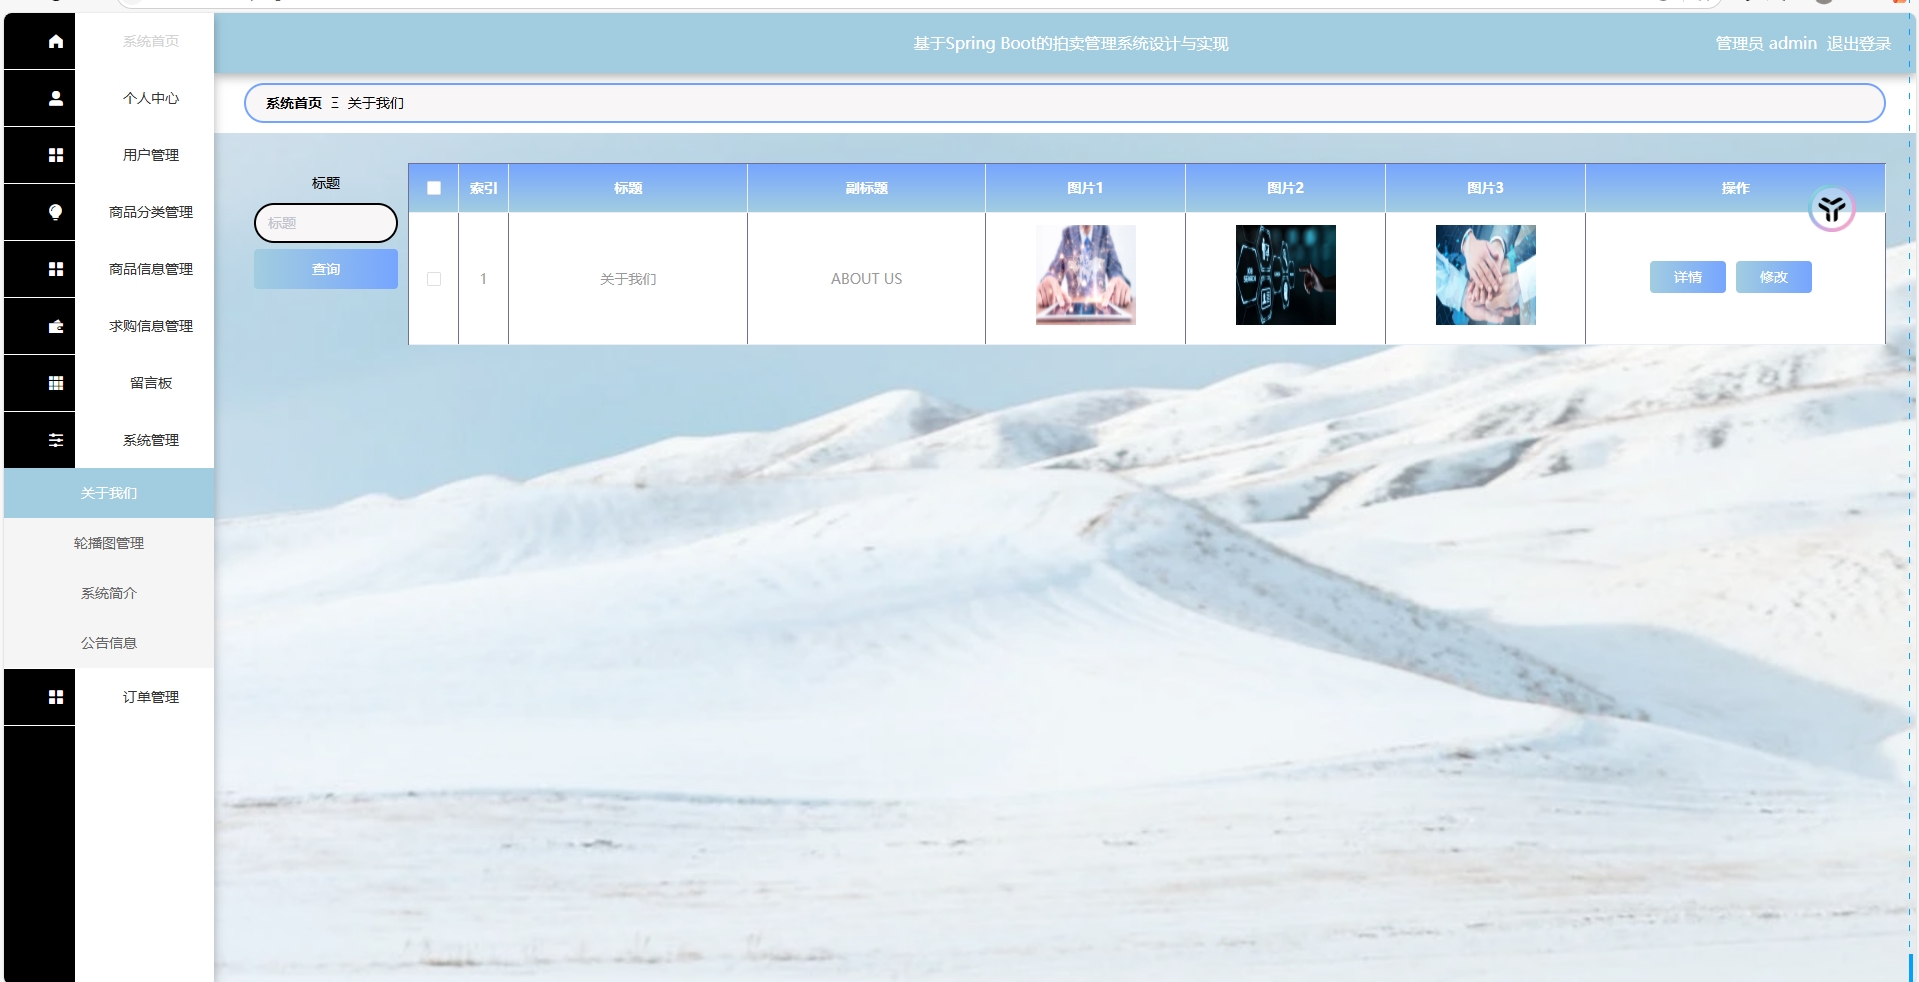 基于Spring Boot的拍卖管理系统设计与实现
管理员 admin 退出登录
系统首页
个人中心
用户管理
商品分类管理
商品信息管理
求购信息管理
留言板
系统管理
关于我们
轮播图管理
系统简介
公告信息
订单管理
系统首页 Ξ 关于我们
标题
标题
查询
索引 标题 副标题 图片1 图片2 图片3 操作
1 关于我们 ABOUT US 详情 修改